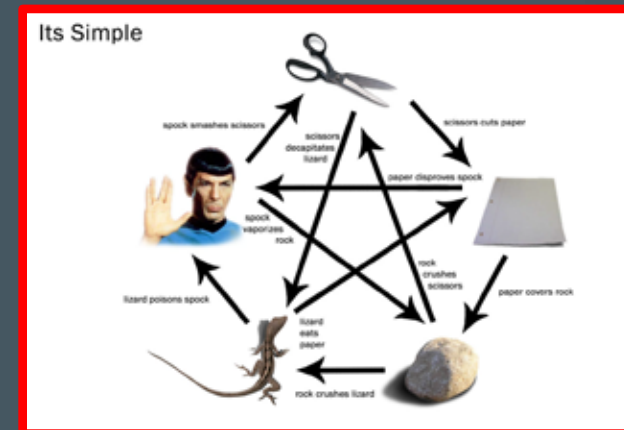 Its Simple
spock smashes scissors
scissors cuts paper
scissors
decapitates
lizard
paper disproves spock
spock
vaporizes
rock
rock
crushes
scissors
lizard poisons spock
paper covers rock
lizard
eats
paper
rock crushes lizard